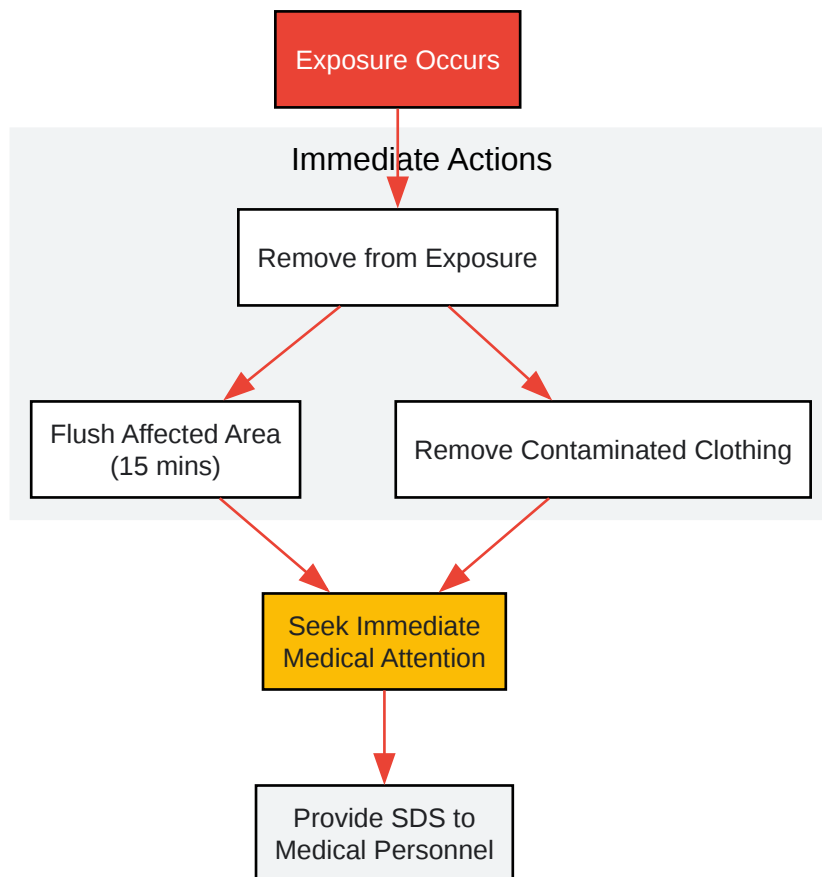 Exposure Occurs
Immediate Actions
Remove from Exposure
Flush Affected Area
(15 mins)
Remove Contaminated Clothing
Seek Immediate
Medical Attention
Provide SDS to
Medical Personnel